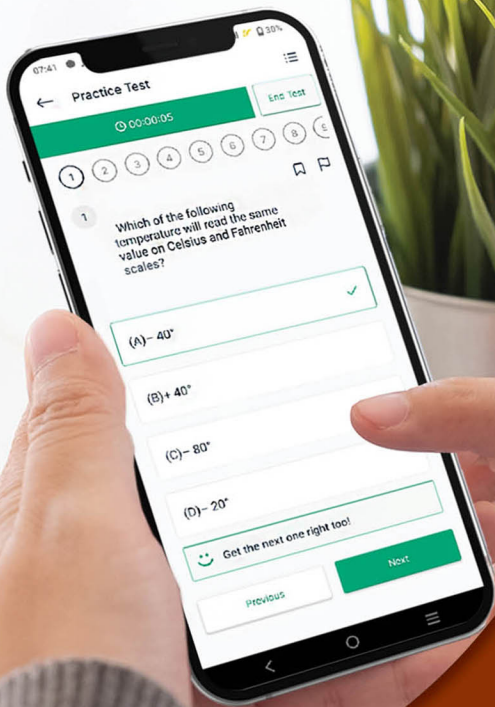 07:41 30%
← Practice Test
00:00:05 End Test
1 2 3 4 5 6 7 8 9
1 Which of the following
temperature will read the same
value on Celsius and Fahrenheit
scales?
(A)– 40°
(B)+ 40°
(C)– 80°
(D)– 20°
Get the next one right too!
Previous Next